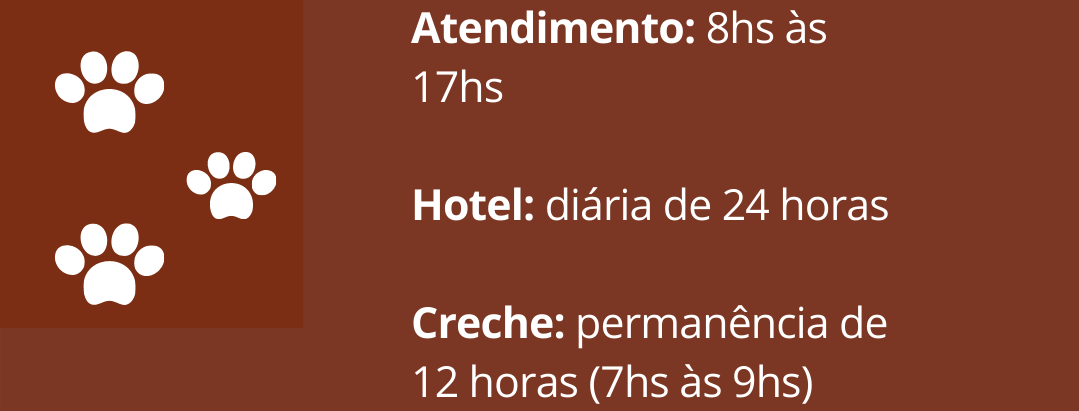 Atendimento: 8hs às
17hs
Hotel: diária de 24 horas
Creche: permanência de
12 horas (7hs às 9hs)